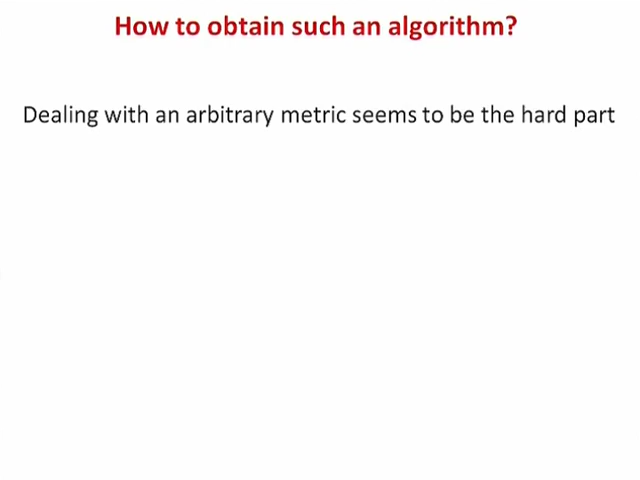 How to obtain such an algorithm?
Dealing with an arbitrary metric seems to be the hard part